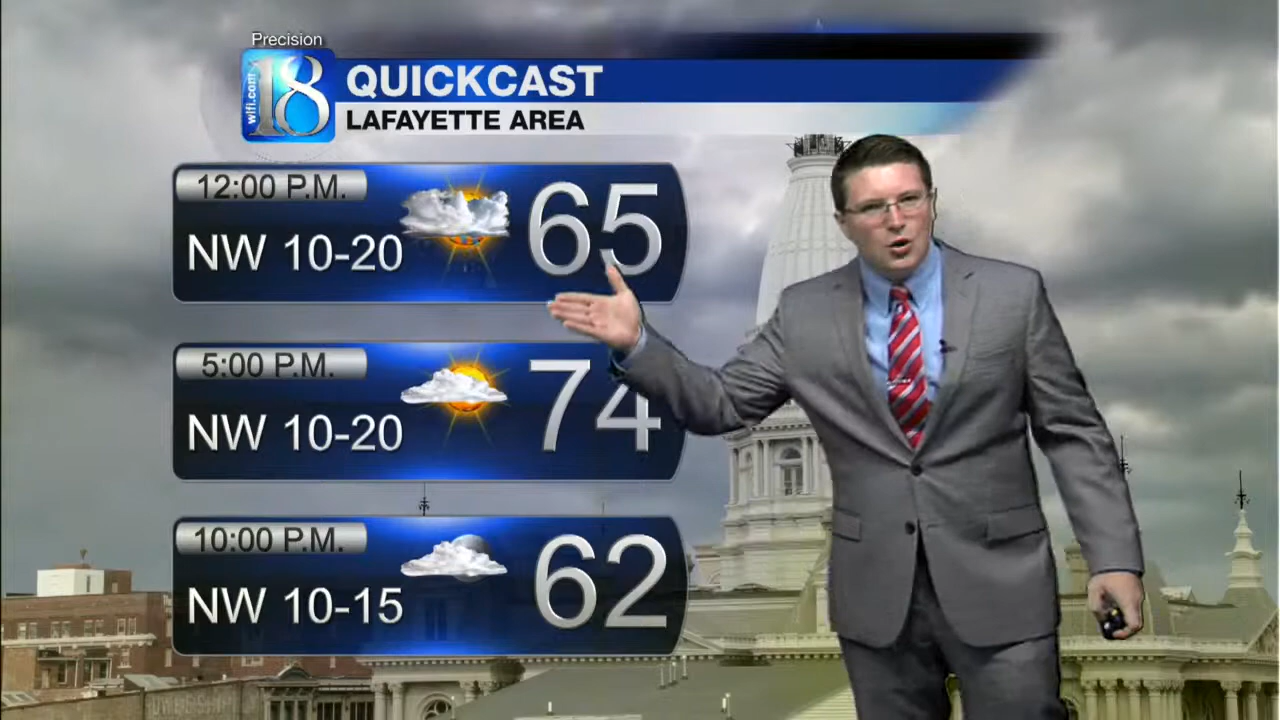 Precision
wlfi.com 18
QUICKCAST
LAFAYETTE AREA
12:00 P.M.
NW 10-20
65
5:00 P.M.
NW 10-20
74
10:00 P.M.
NW 10-15
62